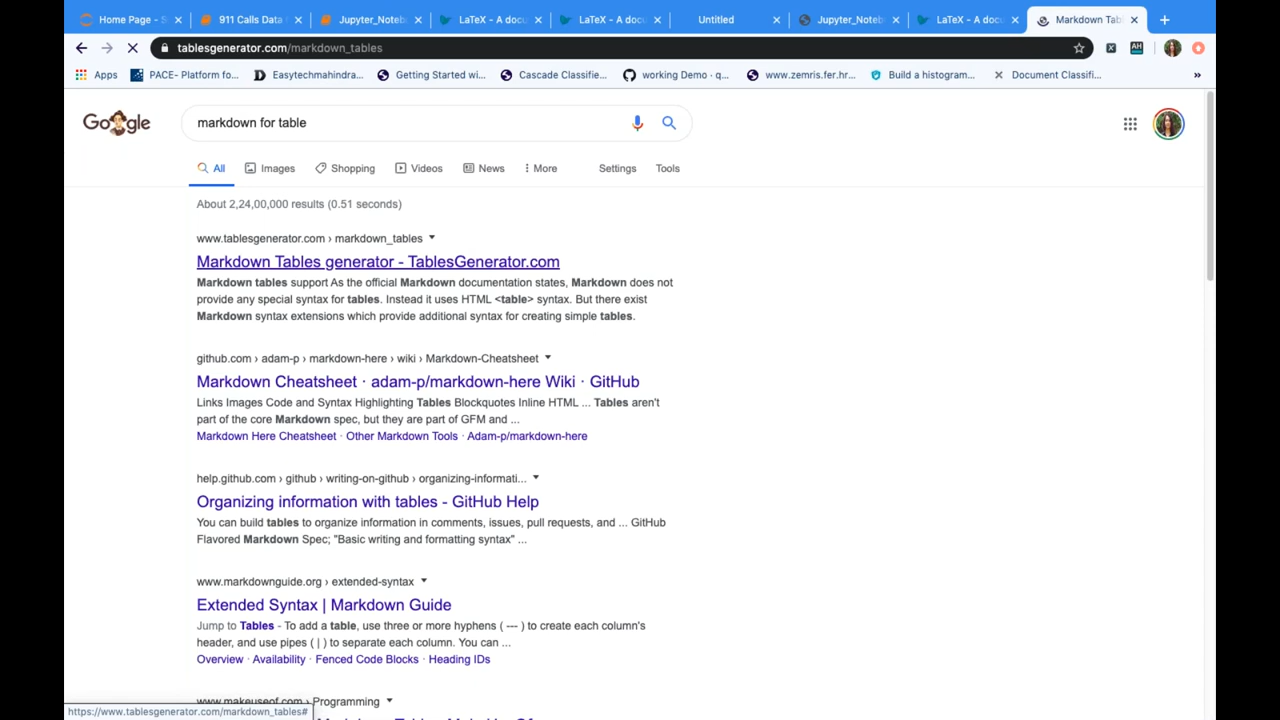 Home Page - S
911 Calls Data
Jupyter_Noteb
LaTeX - A docu
LaTeX - A docu
Untitled
Jupyter_Noteb
LaTeX - A docu
Markdown Tab
tablesgenerator.com/markdown_tables
Apps
PACE- Platform fo...
Easytechmahindra...
Getting Started wi...
Cascade Classifie...
working Demo · q...
www.zemris.fer.hr...
Build a histogram...
Document Classifi...
»
Google
markdown for table
All
Images
Shopping
Videos
News
More
Settings
Tools
About 2,24,00,000 results (0.51 seconds)
www.tablesgenerator.com › markdown_tables
Markdown Tables generator - TablesGenerator.com
Markdown tables support As the official Markdown documentation states, Markdown does not
provide any special syntax for tables. Instead it uses HTML <table> syntax. But there exist
Markdown syntax extensions which provide additional syntax for creating simple tables.
github.com › adam-p › markdown-here › wiki › Markdown-Cheatsheet
Markdown Cheatsheet · adam-p/markdown-here Wiki · GitHub
Links Images Code and Syntax Highlighting Tables Blockquotes Inline HTML ... Tables aren't
part of the core Markdown spec, but they are part of GFM and ...
Markdown Here Cheatsheet · Other Markdown Tools · Adam-p/markdown-here
help.github.com › github › writing-on-github › organizing-informati...
Organizing information with tables - GitHub Help
You can build tables to organize information in comments, issues, pull requests, and ... GitHub
Flavored Markdown Spec; "Basic writing and formatting syntax" ...
www.markdownguide.org › extended-syntax
Extended Syntax | Markdown Guide
Jump to Tables - To add a table, use three or more hyphens ( --- ) to create each column's
header, and use pipes ( | ) to separate each column. You can ...
Overview · Availability · Fenced Code Blocks · Heading IDs
www.makeuseof.com › Programming
https://www.tablesgenerator.com/markdown_tables#